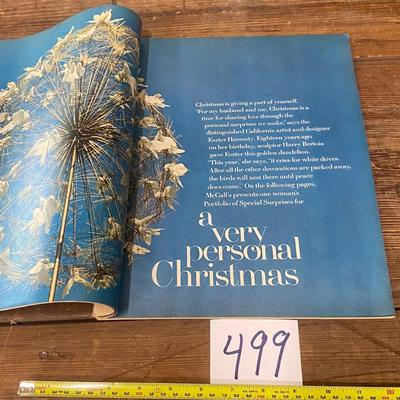 Christmas is giving a part of yourself.
"For my husband and me, Christmas is a
time for sharing love through the
personal surprises we make," says the
distinguished California artist and designer
Exzter Haranty. Eighteen years ago
on her birthday, sculptor Harry Bertoia
gave Exzter this golden dandelion.
"This year," she says, "it cries for white doves.
After all the other decorations are packed away,
the birds will nest there until peace
does come." On the following pages,
McCall's presents one woman's
Portfolio of Special Surprises for
a
very
personal
Christmas
499